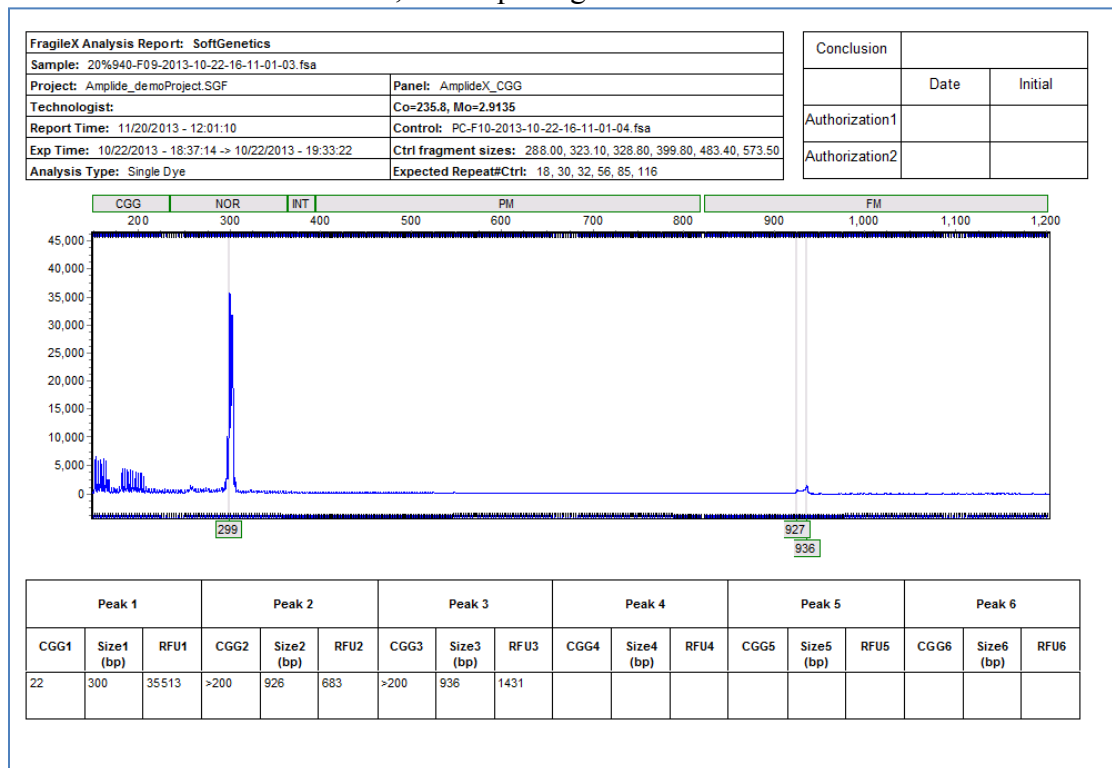 FragileX Analysis Report: SoftGenetics
Sample: 20%940-F09-2013-10-22-16-11-01-03.fsa
Project: Amplide_demoProject.SGF Panel: AmplideX_CGG
Technologist: Co=235.8, Mo=2.9135
Report Time: 11/20/2013 - 12:01:10 Control: PC-F10-2013-10-22-16-11-01-04.fsa
Exp Time: 10/22/2013 - 18:37:14 -> 10/22/2013 - 19:33:22 Ctrl fragment sizes: 288.00, 323.10, 328.80, 399.80, 483.40, 573.50
Analysis Type: Single Dye Expected Repeat#Ctrl: 18, 30, 32, 56, 85, 116
Conclusion
Date Initial
Authorization1
Authorization2
CGG NOR INT PM FM
200 300 400 500 600 700 800 900 1,000 1,100 1,200
45,000
40,000
35,000
30,000
25,000
20,000
15,000
10,000
5,000
0
299 927
936
Peak 1 Peak 2 Peak 3 Peak 4 Peak 5 Peak 6
CGG1 Size1 (bp) RFU1 CGG2 Size2 (bp) RFU2 CGG3 Size3 (bp) RFU3 CGG4 Size4 (bp) RFU4 CGG5 Size5 (bp) RFU5 CGG6 Size6 (bp) RFU6
22 300 35513 >200 926 683 >200 936 1431